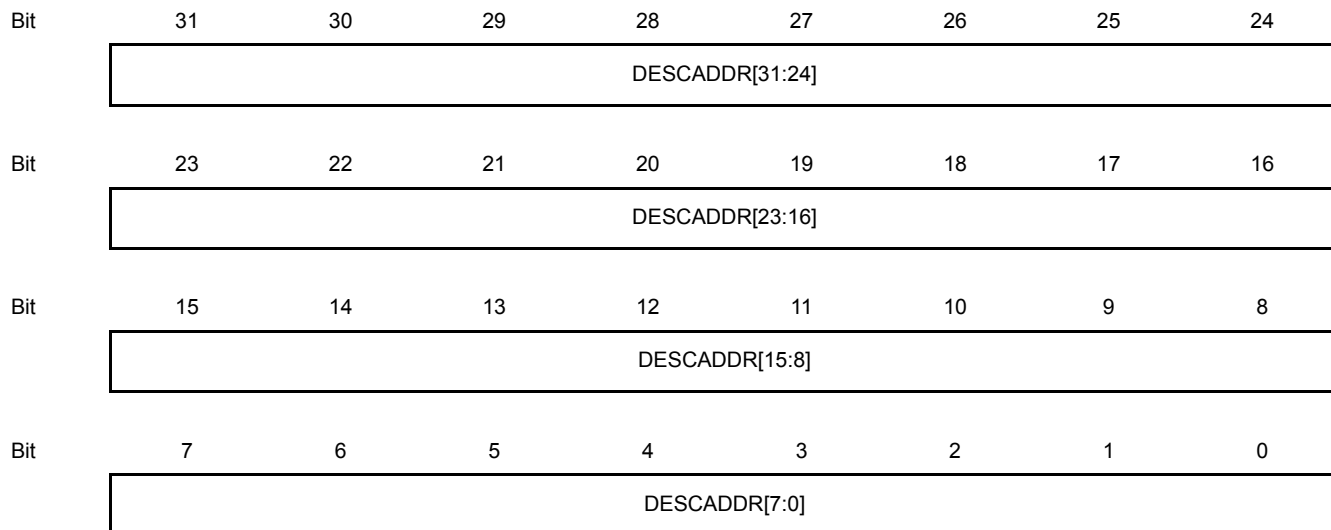 Bit 31 30 29 28 27 26 25 24
DESCADDR[31:24]
Bit 23 22 21 20 19 18 17 16
DESCADDR[23:16]
Bit 15 14 13 12 11 10 9 8
DESCADDR[15:8]
Bit 7 6 5 4 3 2 1 0
DESCADDR[7:0]